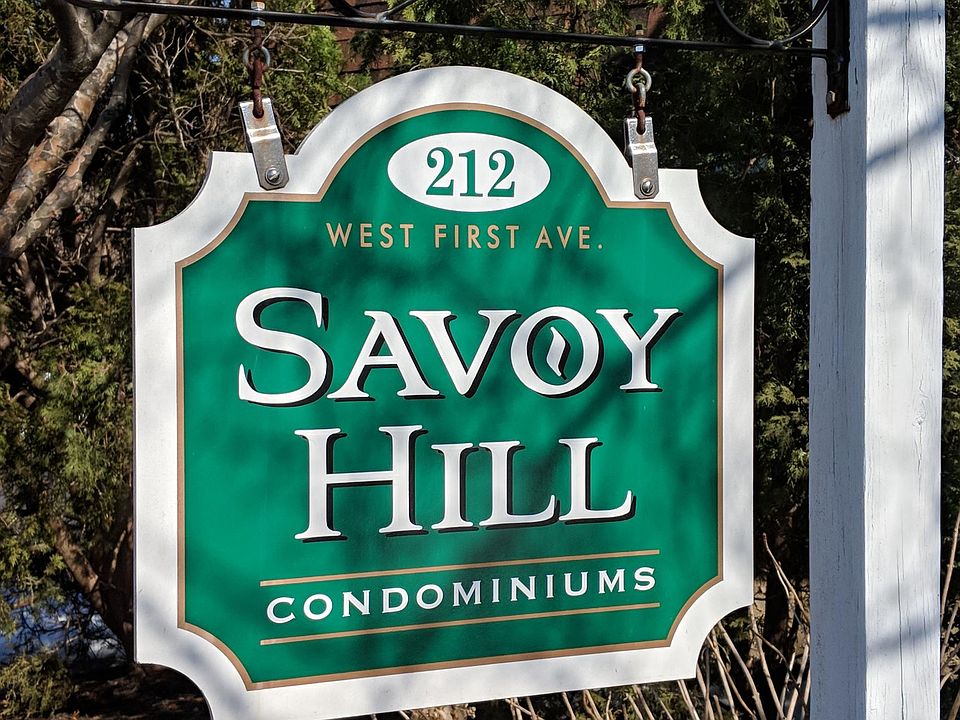 212
WEST FIRST AVE.
SAVOY
HILL
CONDOMINIUMS